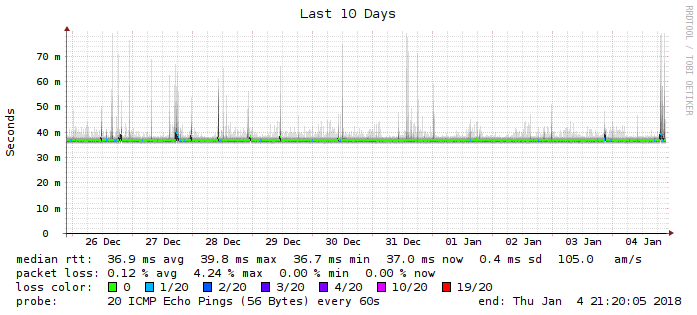 Last 10 Days
RRDTOOL / TOBI OETIKER
Seconds
70 m
60 m
50 m
40 m
30 m
20 m
10 m
0
26 Dec 27 Dec 28 Dec 29 Dec 30 Dec 31 Dec 01 Jan 02 Jan 03 Jan 04 Jan
median rtt: 36.9 ms avg 39.8 ms max 36.7 ms min 37.0 ms now 0.4 ms sd 105.0 am/s
packet loss: 0.12 % avg 4.24 % max 0.00 % min 0.00 % now
loss color: 0 1/20 2/20 3/20 4/20 10/20 19/20
probe: 20 ICMP Echo Pings (56 Bytes) every 60s end: Thu Jan 4 21:20:05 2018